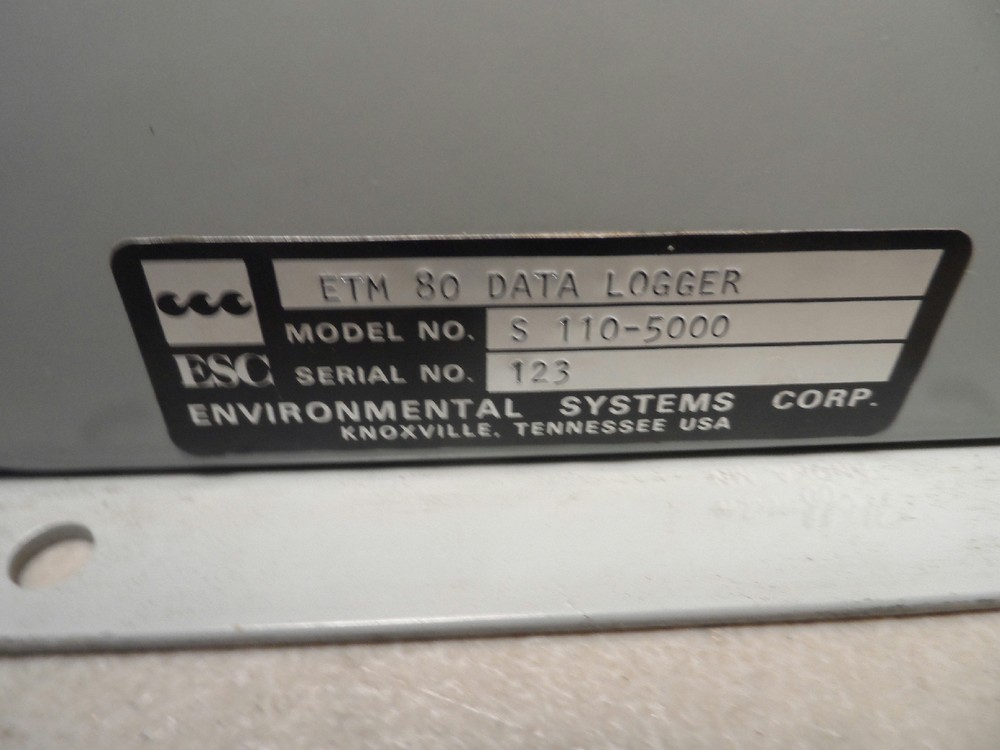 ETM 80 DATA LOGGER
MODEL NO. S 110-5000
ESC SERIAL NO. 123
ENVIRONMENTAL SYSTEMS CORP.
KNOXVILLE, TENNESSEE USA